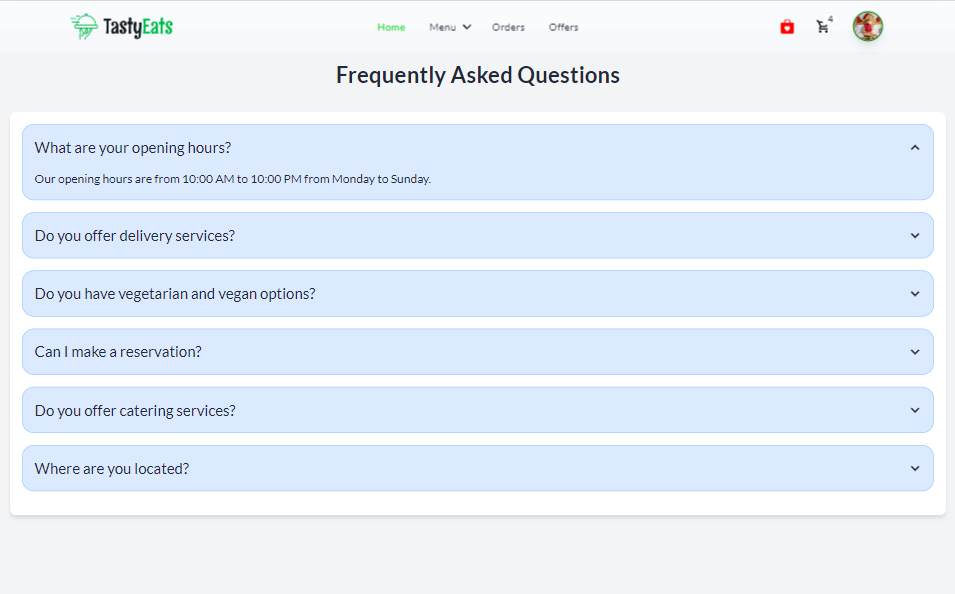 TastyEats
Home Menu Orders Offers
4
Frequently Asked Questions
What are your opening hours?
Our opening hours are from 10:00 AM to 10:00 PM from Monday to Sunday.
Do you offer delivery services?
Do you have vegetarian and vegan options?
Can I make a reservation?
Do you offer catering services?
Where are you located?